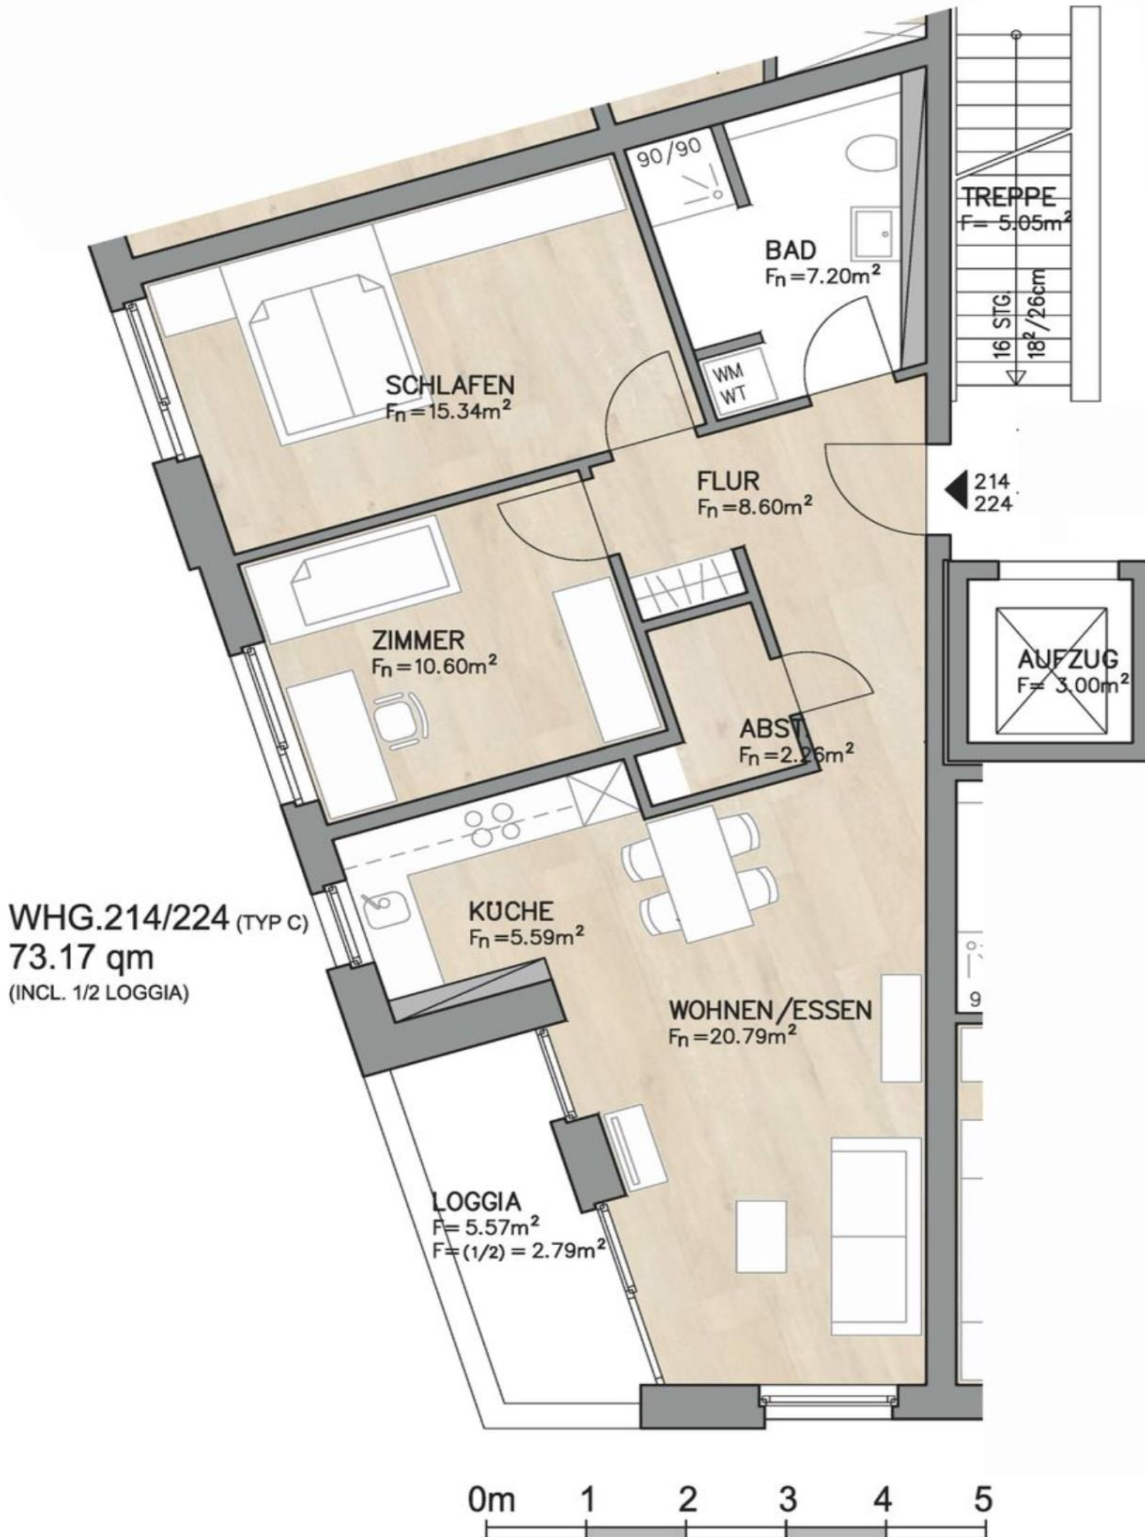 90/90
TREPPE
F= 5.05m²
BAD
Fn=7.20m²
16 STG.
18²/26cm
WM
WT
SCHLAFEN
Fn=15.34m²
FLUR
Fn=8.60m²
214
224
ZIMMER
Fn=10.60m²
AUFZUG
F= 3.00m²
ABST.
Fn=2.26m²
WHG.214/224 (TYP C)
73.17 qm
(INCL. 1/2 LOGGIA)
KÜCHE
Fn=5.59m²
9
WOHNEN/ESSEN
Fn=20.79m²
LOGGIA
F= 5.57m²
F=(1/2) = 2.79m²
0m 1 2 3 4 5